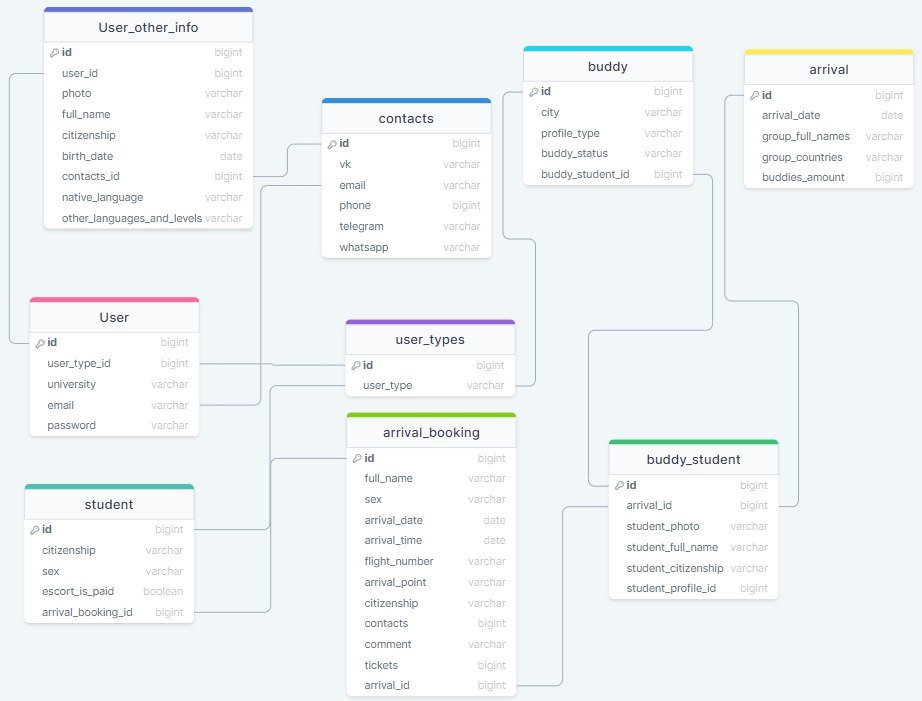 User_other_info
id bigint
user_id bigint
photo varchar
full_name varchar
citizenship varchar
birth_date date
contacts_id bigint
native_language varchar
other_languages_and_levels varchar
contacts
id bigint
vk varchar
email varchar
phone bigint
telegram varchar
whatsapp varchar
buddy
id bigint
city varchar
profile_type varchar
buddy_status varchar
buddy_student_id bigint
arrival
id bigint
arrival_date date
group_full_names varchar
group_countries varchar
buddies_amount bigint
User
id bigint
user_type_id bigint
university varchar
email varchar
password varchar
user_types
id bigint
user_type varchar
arrival_booking
id bigint
full_name varchar
sex varchar
arrival_date date
arrival_time date
flight_number varchar
arrival_point varchar
citizenship varchar
contacts bigint
comment varchar
tickets bigint
arrival_id bigint
buddy_student
id bigint
arrival_id bigint
student_photo varchar
student_full_name varchar
student_citizenship varchar
student_profile_id bigint
student
id bigint
citizenship varchar
sex varchar
escort_is_paid boolean
arrival_booking_id bigint